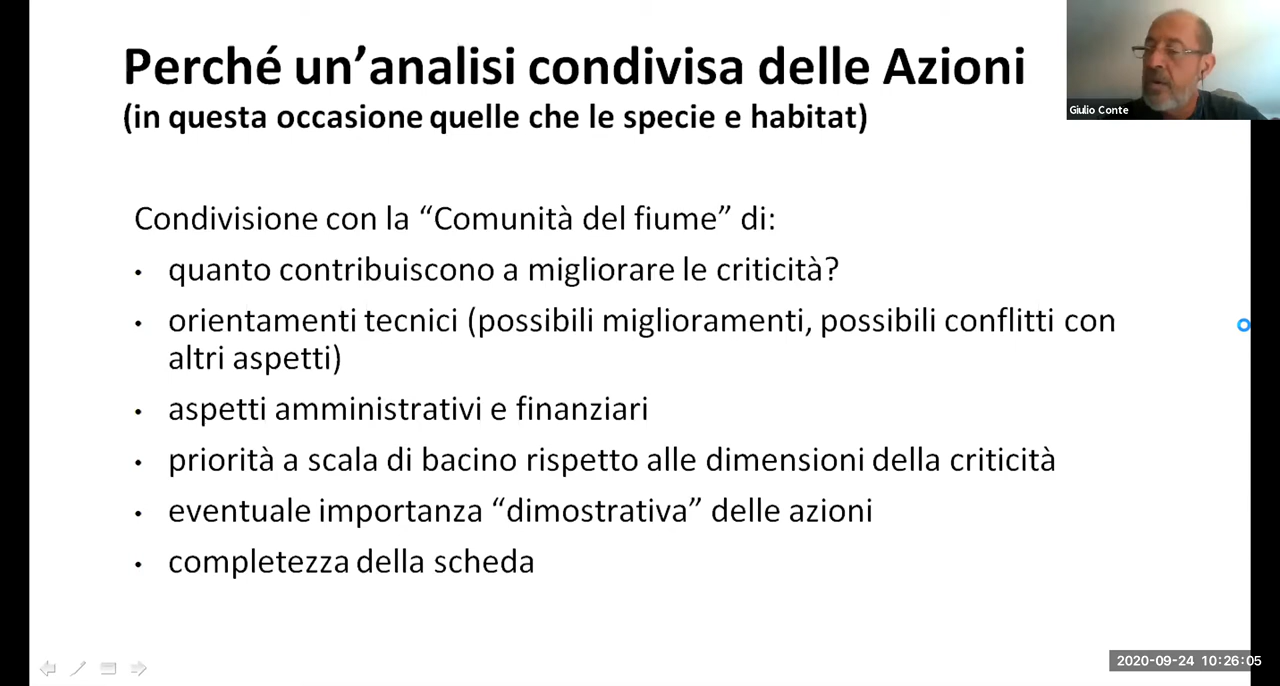 Perché un’analisi condivisa delle Azioni
(in questa occasione quelle che le specie e habitat)
Giulio Conte
Condivisione con la “Comunità del fiume” di:
• quanto contribuiscono a migliorare le criticità?
• orientamenti tecnici (possibili miglioramenti, possibili conflitti con
altri aspetti)
• aspetti amministrativi e finanziari
• priorità a scala di bacino rispetto alle dimensioni della criticità
• eventuale importanza “dimostrativa” delle azioni
• completezza della scheda
2020-09-24 10:26:05